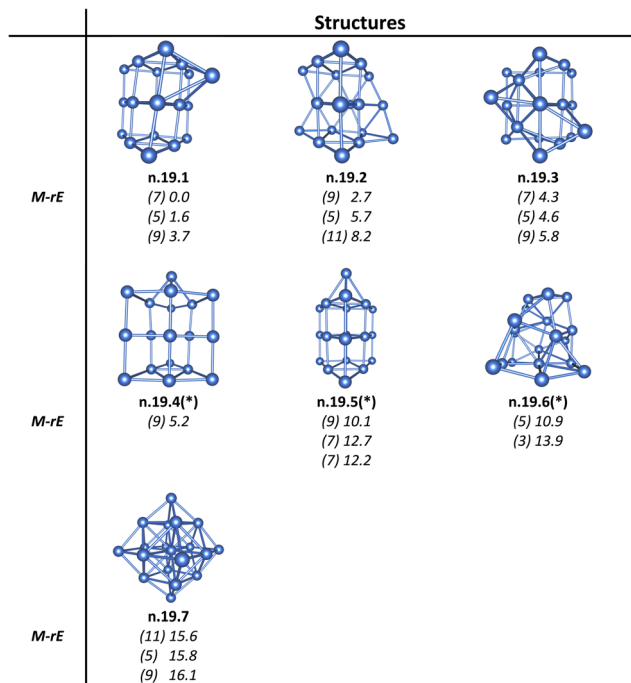 Structures
n.19.1 n.19.2 n.19.3
M-rE (7) 0.0 (9) 2.7 (7) 4.3
(5) 1.6 (5) 5.7 (5) 4.6
(9) 3.7 (11) 8.2 (9) 5.8
n.19.4(*) n.19.5(*) n.19.6(*)
M-rE (9) 5.2 (9) 10.1 (5) 10.9
(7) 12.7 (3) 13.9
(7) 12.2
n.19.7
M-rE (11) 15.6
(5) 15.8
(9) 16.1